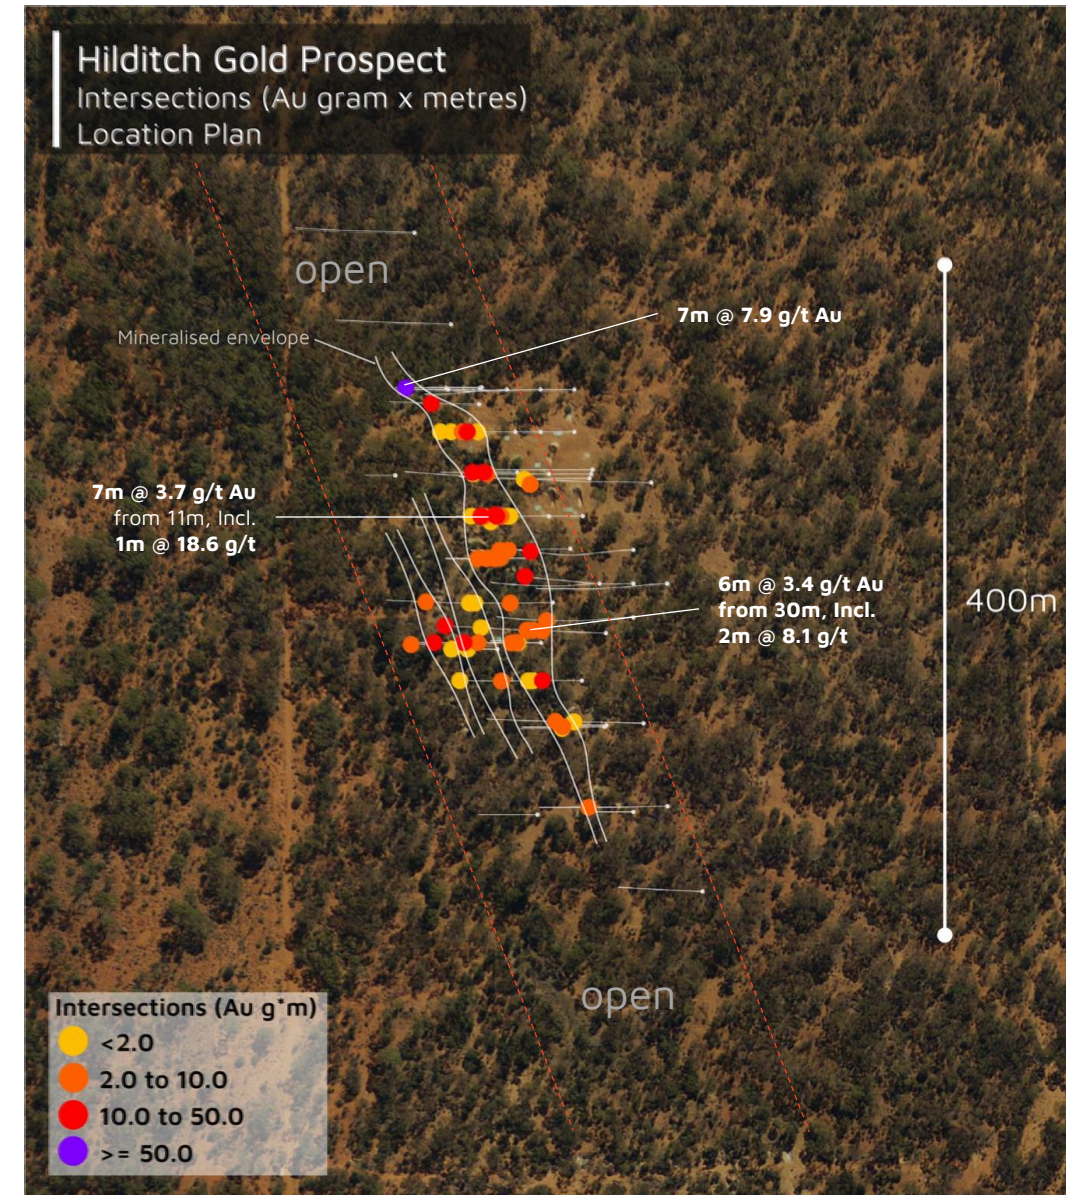 Hilditch Gold Prospect
Intersections (Au gram x metres)
Location Plan
open
7m @ 7.9 g/t Au
Mineralised envelope
7m @ 3.7 g/t Au
from 11m, Incl.
1m @ 18.6 g/t
6m @ 3.4 g/t Au
from 30m, Incl.
2m @ 8.1 g/t
400m
open
Intersections (Au g*m)
<2.0
2.0 to 10.0
10.0 to 50.0
>= 50.0